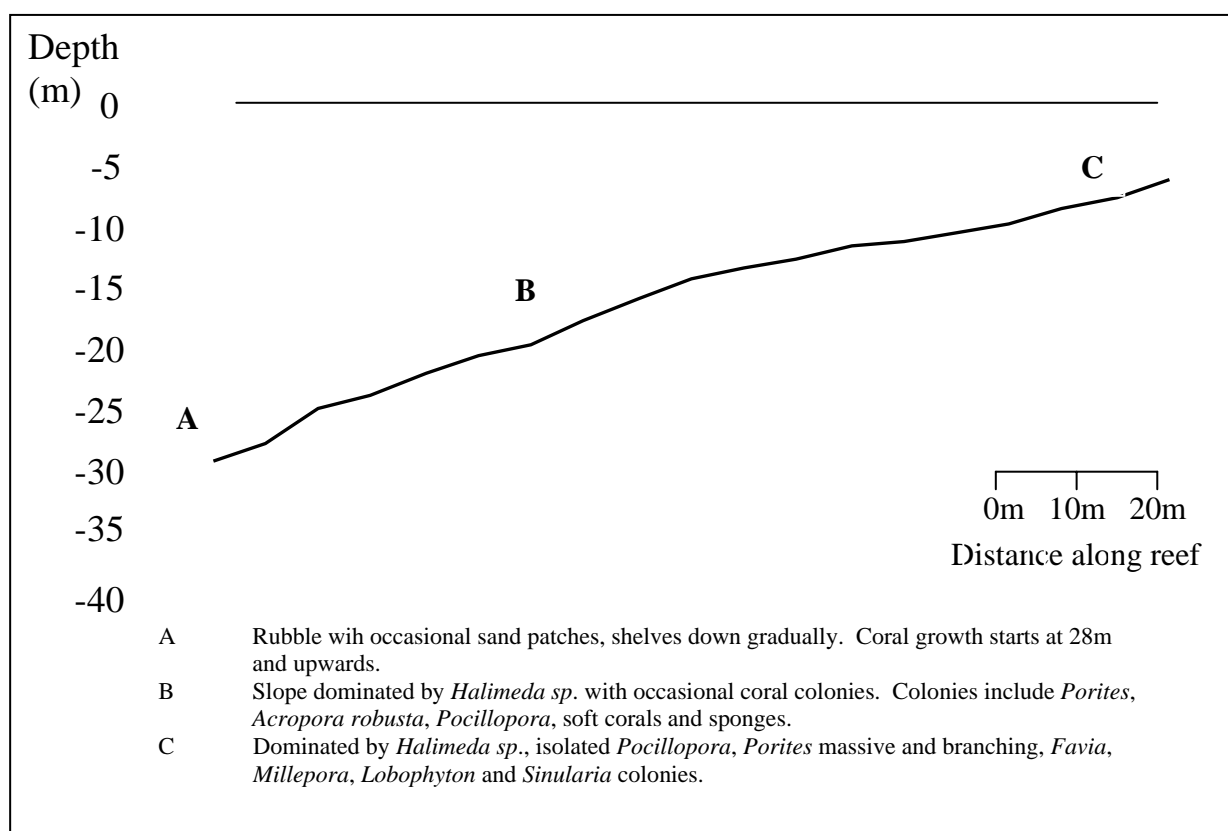 Depth
(m)
0
-5
C
-10
-15
B
-20
-25
A
-30
0m 10m 20m
-35
Distance along reef
-40
A Rubble wih occasional sand patches, shelves down gradually. Coral growth starts at 28m
and upwards.
B Slope dominated by Halimeda sp. with occasional coral colonies. Colonies include Porites,
Acropora robusta, Pocillopora, soft corals and sponges.
C Dominated by Halimeda sp., isolated Pocillopora, Porites massive and branching, Favia,
Millepora, Lobophyton and Sinularia colonies.